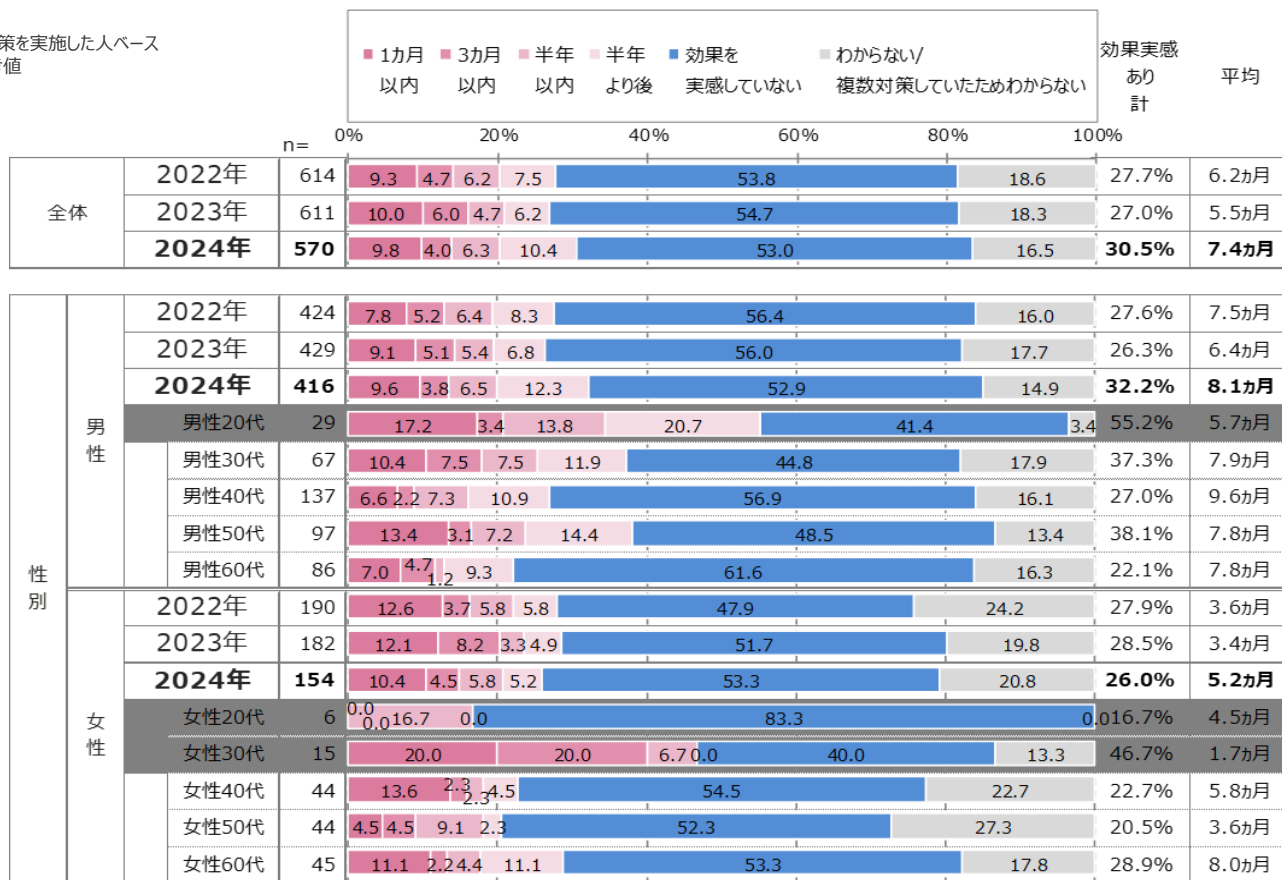 策を実施した人ベース
値
■ 1カ月 ■ 3カ月 ■ 半年 ■ 半年 ■ 効果を ■ わからない/
以内 以内 以内 より後 実感していない 複数対策していたためわからない
効果実感
あり
計
平均
n=
0% 20% 40% 60% 80% 100%
全体
2022年 614 9.3 4.7 6.2 7.5 53.8 18.6 27.7% 6.2ヵ月
2023年 611 10.0 6.0 4.7 6.2 54.7 18.3 27.0% 5.5ヵ月
2024年 570 9.8 4.0 6.3 10.4 53.0 16.5 30.5% 7.4ヵ月
性別
男性
2022年 424 7.8 5.2 6.4 8.3 56.4 16.0 27.6% 7.5ヵ月
2023年 429 9.1 5.1 5.4 6.8 56.0 17.7 26.3% 6.4ヵ月
2024年 416 9.6 3.8 6.5 12.3 52.9 14.9 32.2% 8.1ヵ月
男性20代 29 17.2 3.4 13.8 20.7 41.4 3.4 55.2% 5.7ヵ月
男性30代 67 10.4 7.5 7.5 11.9 44.8 17.9 37.3% 7.9ヵ月
男性40代 137 6.6 2.2 7.3 10.9 56.9 16.1 27.0% 9.6ヵ月
男性50代 97 13.4 3.1 7.2 14.4 48.5 13.4 38.1% 7.8ヵ月
男性60代 86 7.0 4.7 1.2 9.3 61.6 16.3 22.1% 7.8ヵ月
女性
2022年 190 12.6 3.7 5.8 5.8 47.9 24.2 27.9% 3.6ヵ月
2023年 182 12.1 8.2 3.3 4.9 51.7 19.8 28.5% 3.4ヵ月
2024年 154 10.4 4.5 5.8 5.2 53.3 20.8 26.0% 5.2ヵ月
女性20代 6 0.0 0.0 16.7 0.0 83.3 0.0 16.7% 4.5ヵ月
女性30代 15 20.0 20.0 6.7 0.0 40.0 13.3 46.7% 1.7ヵ月
女性40代 44 13.6 2.3 2.3 4.5 54.5 22.7 22.7% 5.8ヵ月
女性50代 44 4.5 4.5 9.1 2.3 52.3 27.3 20.5% 3.6ヵ月
女性60代 45 11.1 2.2 4.4 11.1 53.3 17.8 28.9% 8.0ヵ月